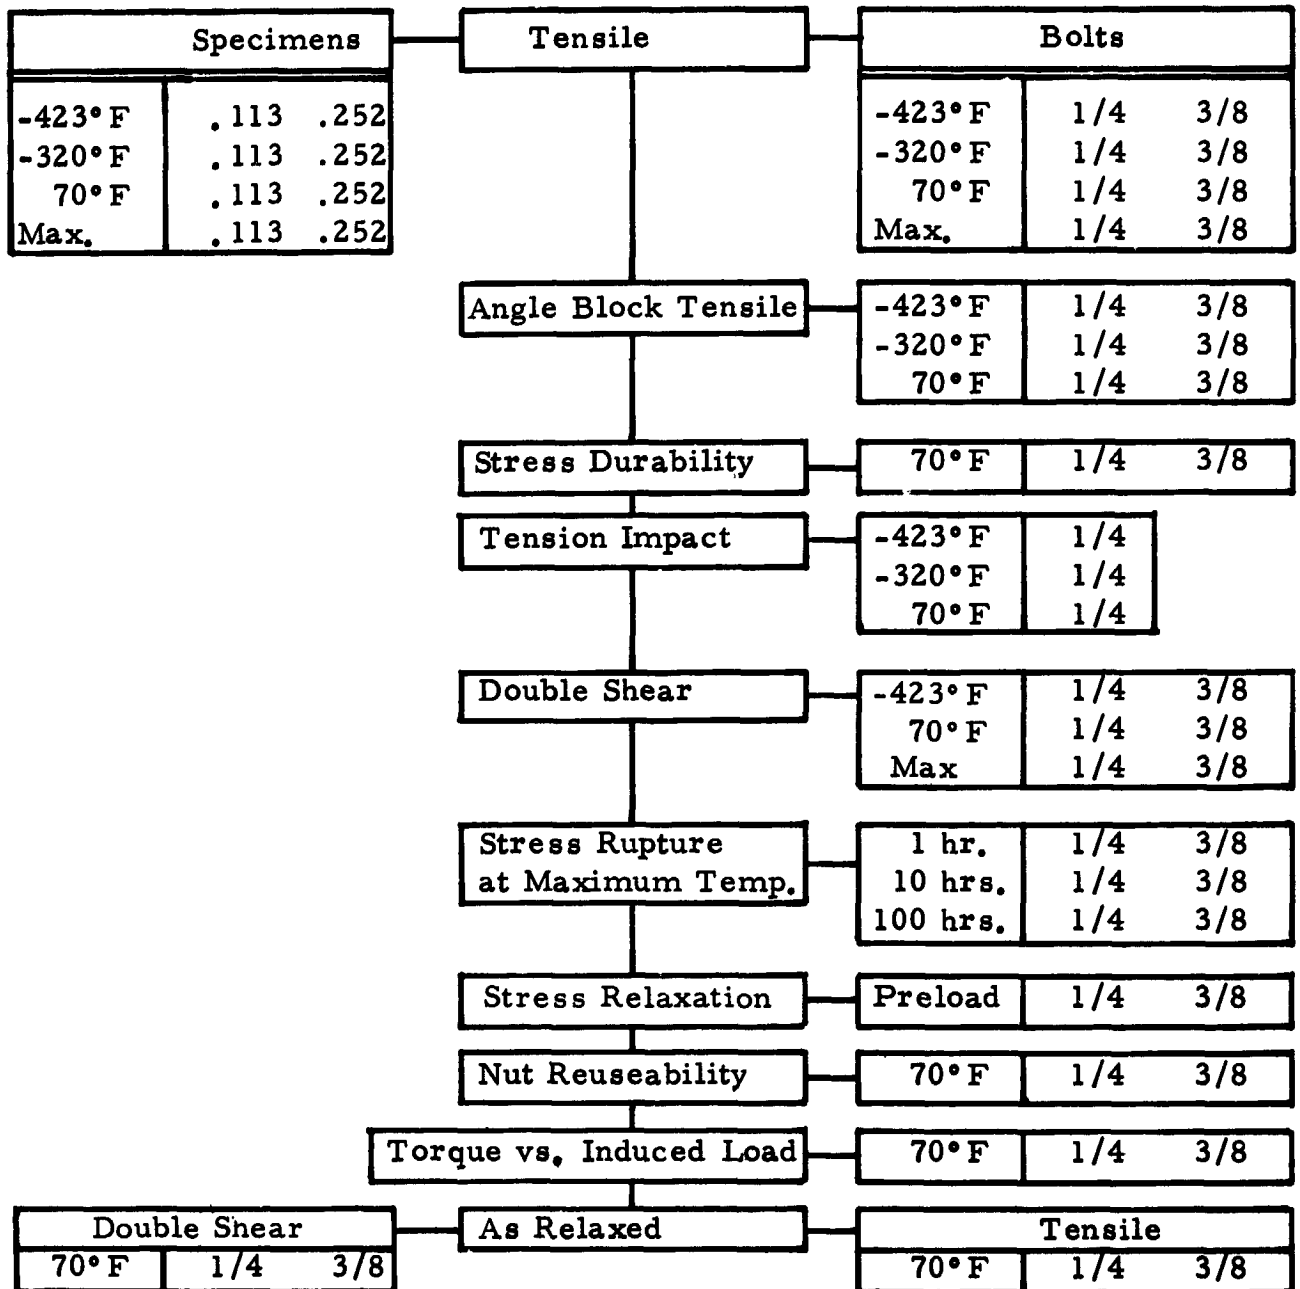 Specimens Tensile Bolts
-423°F .113 .252 -423°F 1/4 3/8
-320°F .113 .252 -320°F 1/4 3/8
70°F .113 .252 70°F 1/4 3/8
Max. .113 .252 Max. 1/4 3/8
Angle Block Tensile -423°F 1/4 3/8
-320°F 1/4 3/8
70°F 1/4 3/8
Stress Durability 70°F 1/4 3/8
Tension Impact -423°F 1/4
-320°F 1/4
70°F 1/4
Double Shear -423°F 1/4 3/8
70°F 1/4 3/8
Max 1/4 3/8
Stress Rupture 1 hr. 1/4 3/8
at Maximum Temp. 10 hrs. 1/4 3/8
100 hrs. 1/4 3/8
Stress Relaxation Preload 1/4 3/8
Nut Reuseability 70°F 1/4 3/8
Torque vs. Induced Load 70°F 1/4 3/8
Double Shear As Relaxed Tensile
70°F 1/4 3/8 70°F 1/4 3/8